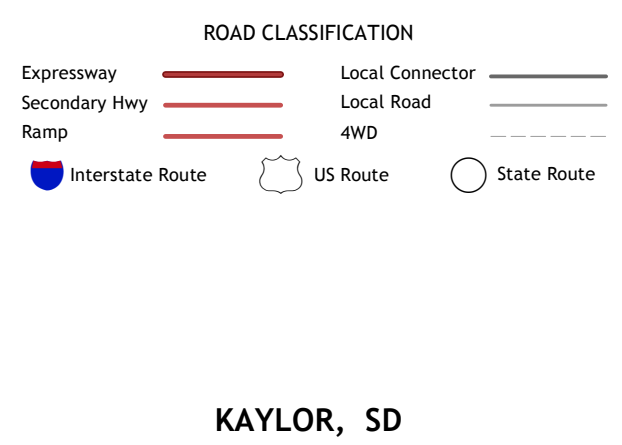 ROAD CLASSIFICATION
Expressway
Local Connector
Secondary Hwy
Local Road
Ramp
4WD
Interstate Route
US Route
State Route
KAYLOR, SD